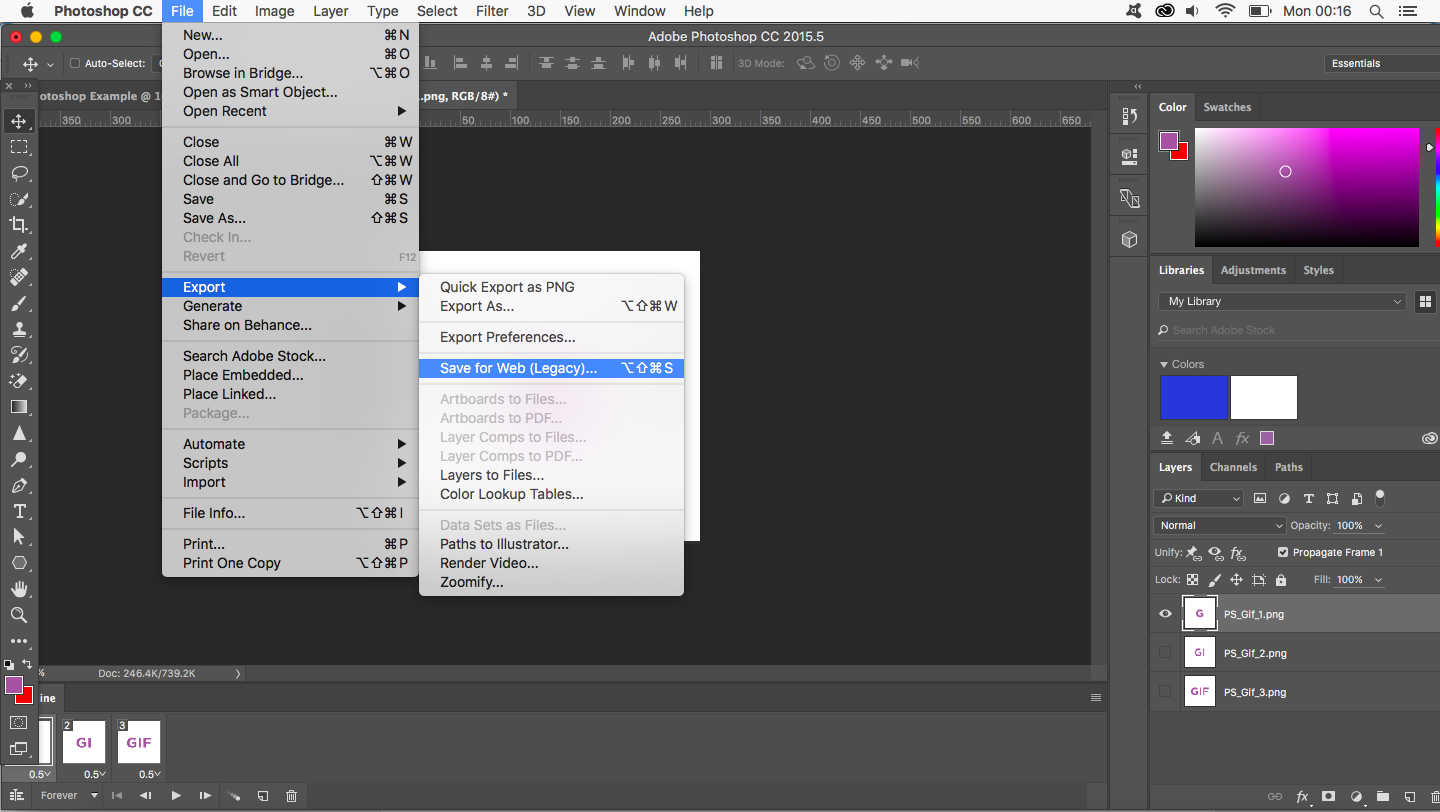 Photoshop CC File Edit Image Layer Type Select Filter 3D View Window Help Mon 00:16
Adobe Photoshop CC 2015.5
Auto-Select: 3D Mode: Essentials
otoshop Example @ 1 .png, RGB/8#) *
350 300 50 100 150 200 250 300 350 400 450 500 550 600 650
New... ⌘N
Open... ⌘O
Browse in Bridge... ⌥⌘O
Open as Smart Object...
Open Recent
Close ⌘W
Close All ⌥⌘W
Close and Go to Bridge... ⇧⌘W
Save ⌘S
Save As... ⇧⌘S
Check In...
Revert F12
Export
Generate
Share on Behance...
Search Adobe Stock...
Place Embedded...
Place Linked...
Package...
Automate
Scripts
Import
File Info... ⌥⇧⌘I
Print... ⌘P
Print One Copy ⌥⇧⌘P
Quick Export as PNG
Export As... ⌥⇧⌘W
Export Preferences...
Save for Web (Legacy)... ⌥⇧⌘S
Artboards to Files...
Artboards to PDF...
Layer Comps to Files...
Layer Comps to PDF...
Layers to Files...
Color Lookup Tables...
Data Sets as Files...
Paths to Illustrator...
Render Video...
Zoomify...
Color Swatches
Libraries Adjustments Styles
My Library
Search Adobe Stock
Colors
A fx
Layers Channels Paths
Kind T
Normal Opacity: 100%
Unify: fx Propagate Frame 1
Lock: Fill: 100%
G PS_Gif_1.png
GI PS_Gif_2.png
GIF PS_Gif_3.png
fx
% Doc: 246.4K/739.2K
ine
2 3
GI GIF
0.5 0.5 0.5
Forever